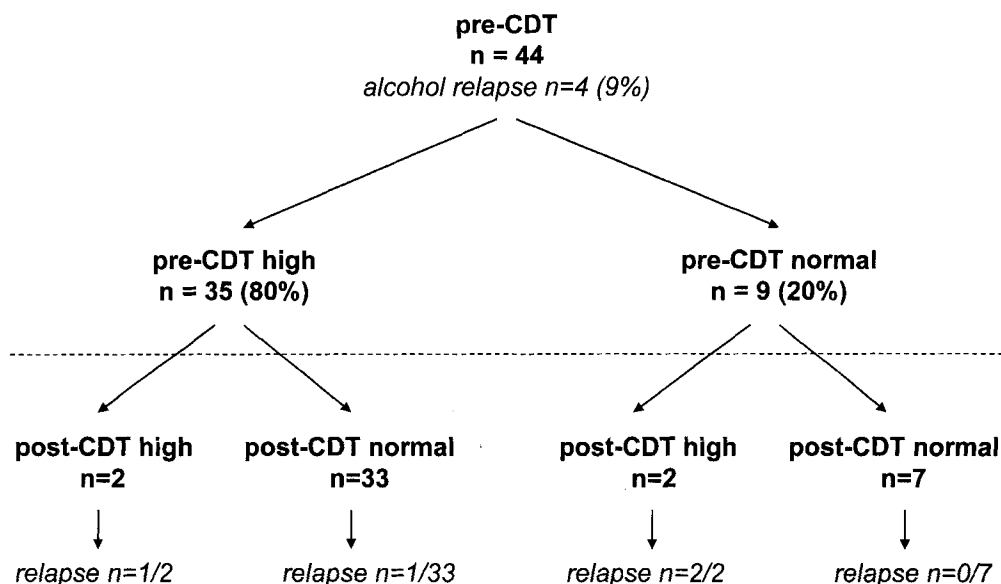 pre-CDT
n = 44
alcohol relapse n=4 (9%)
pre-CDT high
n = 35 (80%)
pre-CDT normal
n = 9 (20%)
post-CDT high
n=2
post-CDT normal
n=33
post-CDT high
n=2
post-CDT normal
n=7
relapse n=1/2
relapse n=1/33
relapse n=2/2
relapse n=0/7